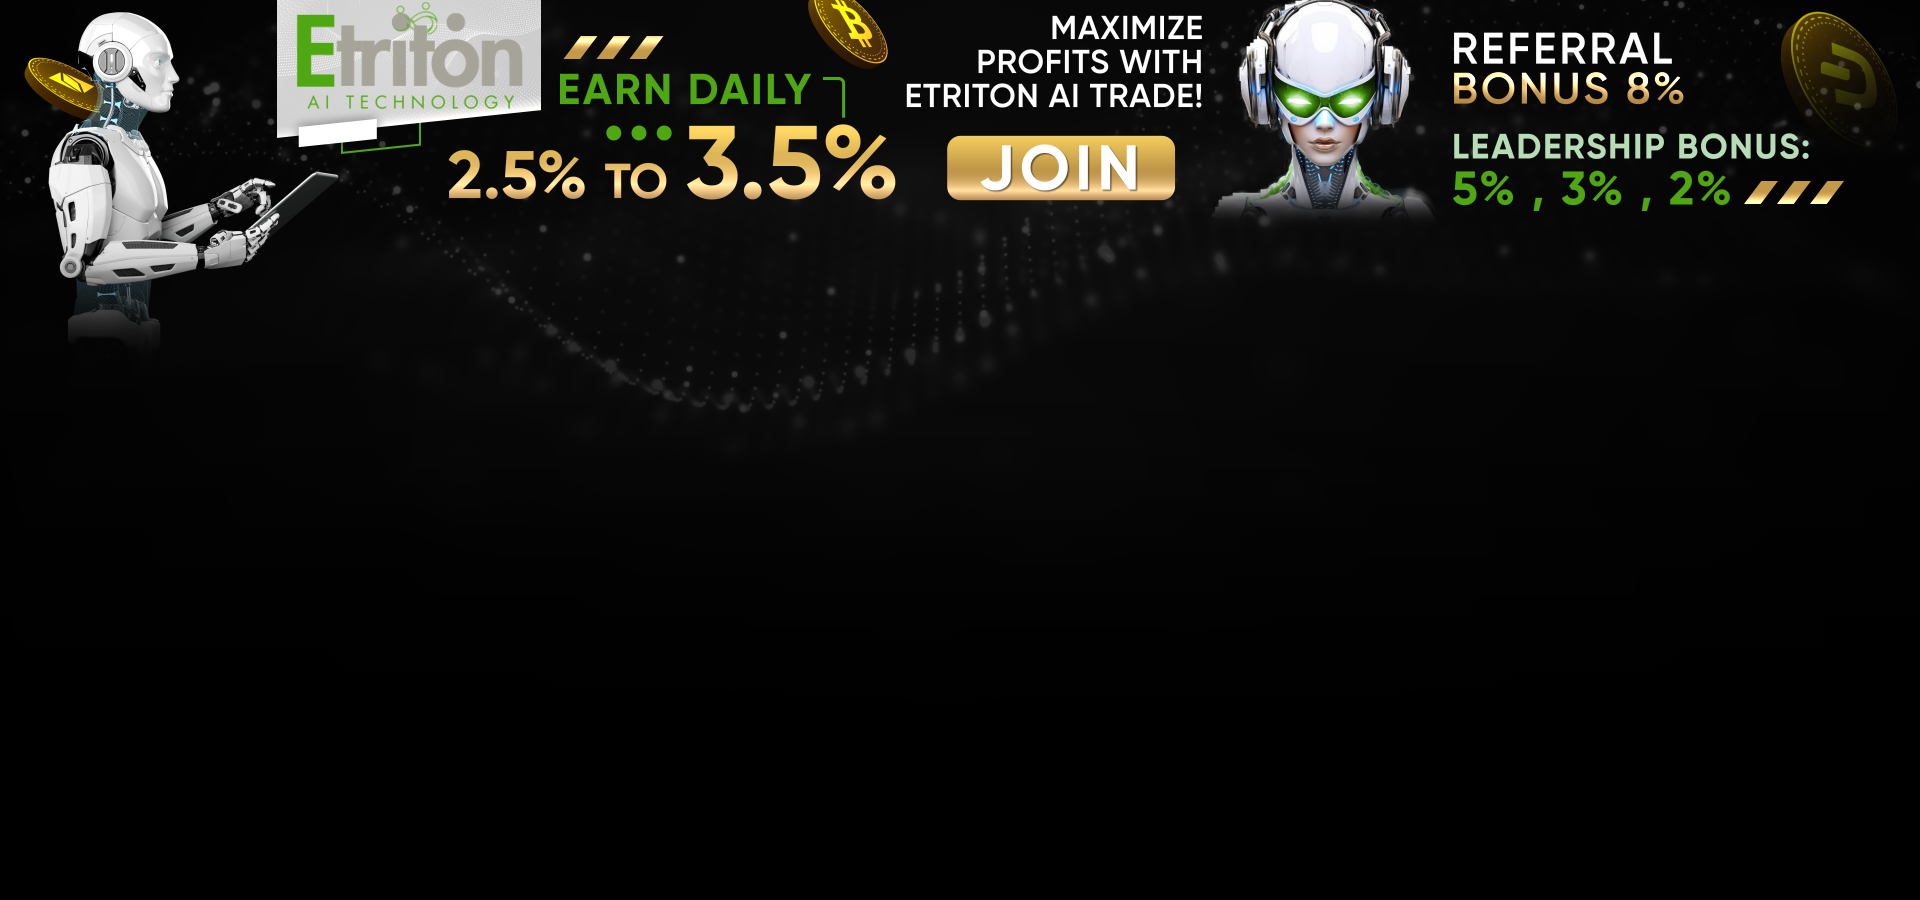 Etriton
AI TECHNOLOGY
EARN DAILY
2.5% TO 3.5%
MAXIMIZE
PROFITS WITH
ETRITON AI TRADE!
JOIN
REFERRAL
BONUS 8%
LEADERSHIP BONUS:
5% , 3% , 2%